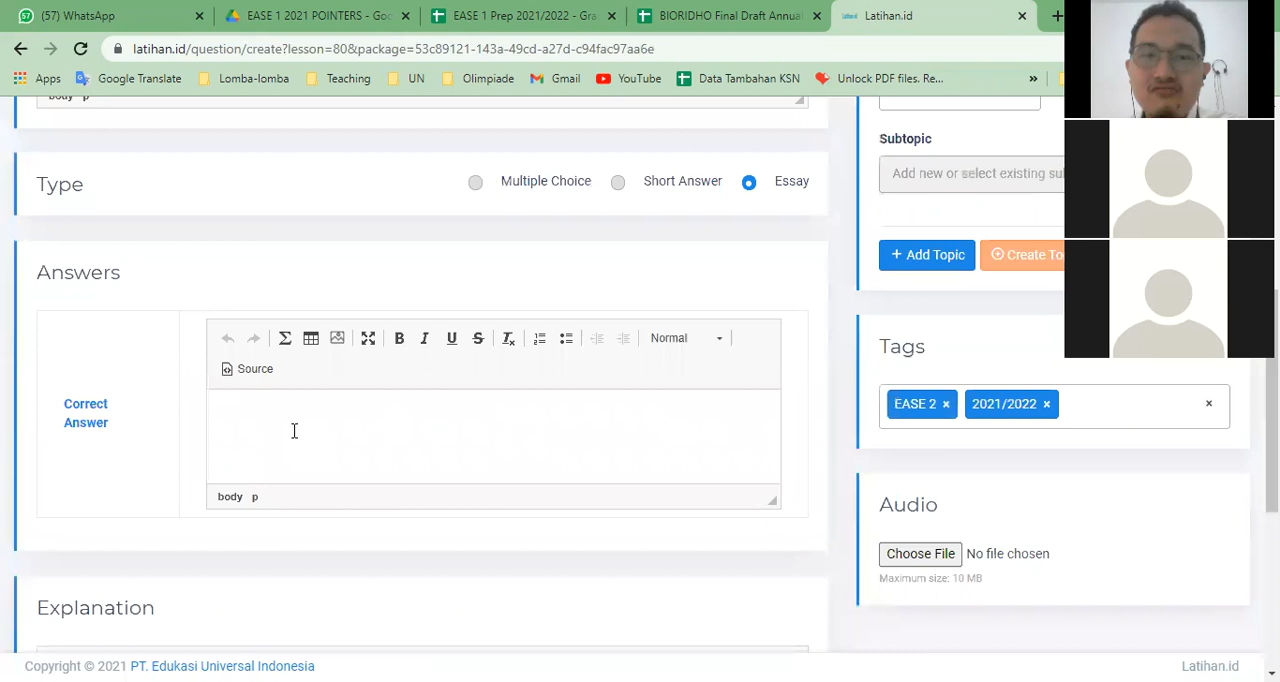 (57) WhatsApp
EASE 1 2021 POINTERS - Goo
EASE 1 Prep 2021/2022 - Gra
BIORIDHO Final Draft Annua
Latihan.id
latihan.id/question/create?lesson=80&package=53c89121-143a-49cd-a27d-c94fac97aa6e
Apps
Google Translate
Lomba-lomba
Teaching
UN
Olimpiade
Gmail
YouTube
Data Tambahan KSN
Unlock PDF files. Re...
body p
Type
Multiple Choice
Short Answer
Essay
Answers
Normal
Source
Correct
Answer
body p
Explanation
Subtopic
Add new or select existing sul
+ Add Topic
Create To
Tags
EASE 2 ×
2021/2022 ×
Audio
Choose File No file chosen
Maximum size: 10 MB
Copyright © 2021 PT. Edukasi Universal Indonesia
Latihan.id